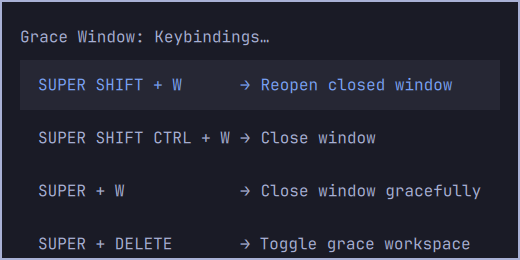 Grace Window: Keybindings…
SUPER SHIFT + W → Reopen closed window
SUPER SHIFT CTRL + W → Close window
SUPER + W → Close window gracefully
SUPER + DELETE → Toggle grace workspace